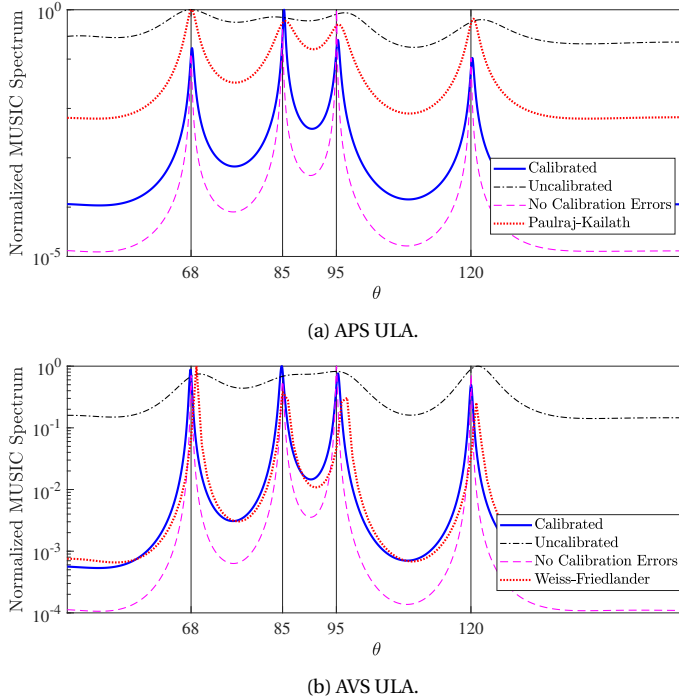 Normalized MUSIC Spectrum
10^0
10^-5
68 85 95 120
θ
Calibrated
Uncalibrated
No Calibration Errors
Paulraj-Kailath
(a) APS ULA.
Normalized MUSIC Spectrum
10^0
10^-1
10^-2
10^-3
10^-4
68 85 95 120
θ
Calibrated
Uncalibrated
No Calibration Errors
Weiss-Friedlander
(b) AVS ULA.